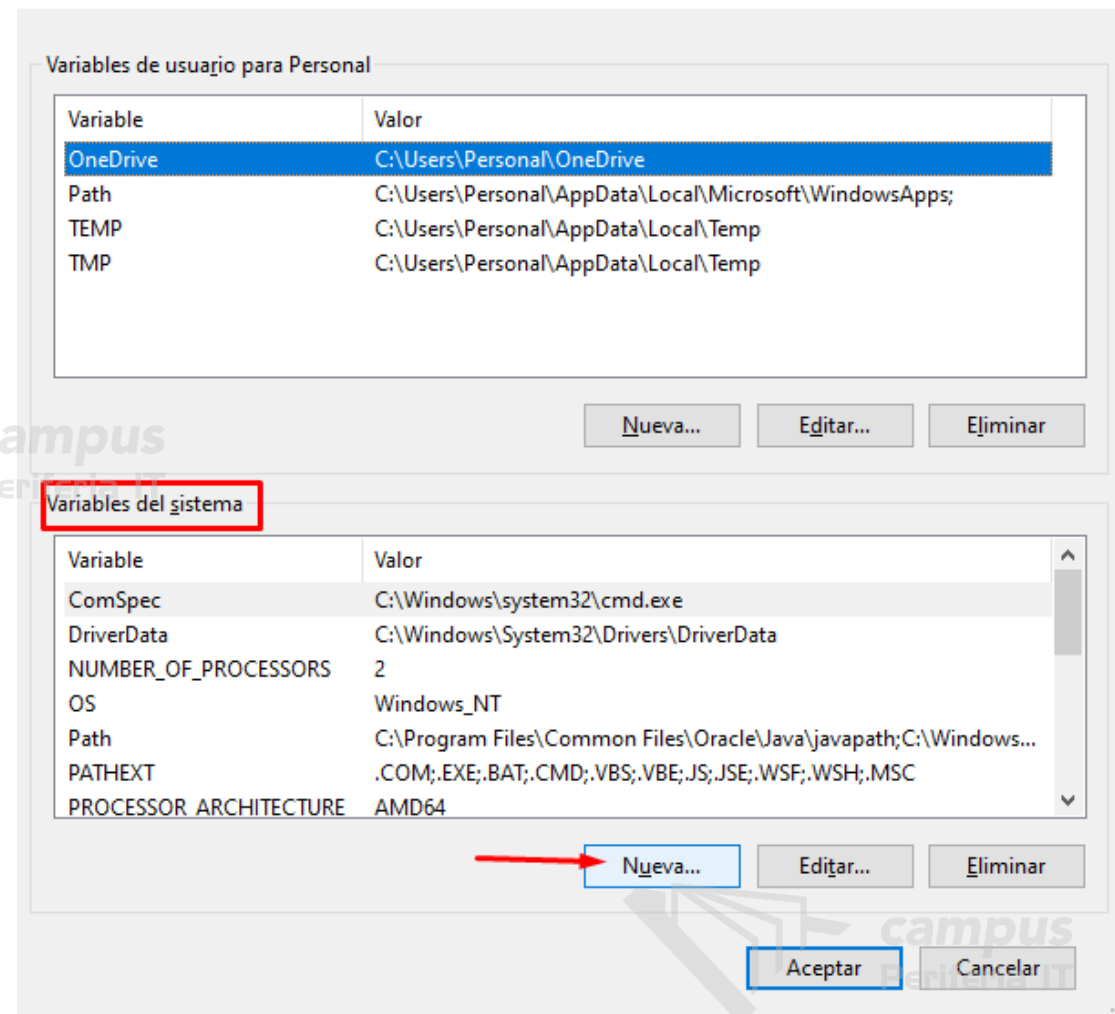 Variables de usuario para Personal
Variable Valor
OneDrive C:\Users\Personal\OneDrive
Path C:\Users\Personal\AppData\Local\Microsoft\WindowsApps;
TEMP C:\Users\Personal\AppData\Local\Temp
TMP C:\Users\Personal\AppData\Local\Temp
Nueva... Editar... Eliminar
campus
Periferia IT
Variables del sistema
Variable Valor
ComSpec C:\Windows\system32\cmd.exe
DriverData C:\Windows\System32\Drivers\DriverData
NUMBER_OF_PROCESSORS 2
OS Windows_NT
Path C:\Program Files\Common Files\Oracle\Java\javapath;C:\Windows...
PATHEXT .COM;.EXE;.BAT;.CMD;.VBS;.VBE;.JS;.JSE;.WSF;.WSH;.MSC
PROCESSOR_ARCHITECTURE AMD64
Nueva... Editar... Eliminar
campus
Periferia IT
Aceptar Cancelar